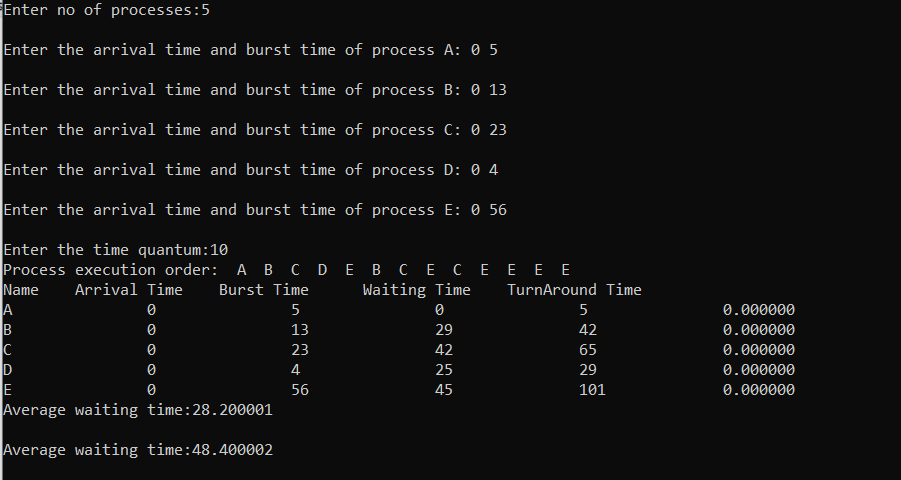 Enter no of processes:5
Enter the arrival time and burst time of process A: 0 5
Enter the arrival time and burst time of process B: 0 13
Enter the arrival time and burst time of process C: 0 23
Enter the arrival time and burst time of process D: 0 4
Enter the arrival time and burst time of process E: 0 56
Enter the time quantum:10
Process execution order:  A  B  C  D  E  B  C  E  C  E  E  E  E
Name    Arrival Time    Burst Time      Waiting Time    TurnAround Time
A               0               5               0               5               0.000000
B               0               13              29              42              0.000000
C               0               23              42              65              0.000000
D               0               4               25              29              0.000000
E               0               56              45              101             0.000000
Average waiting time:28.200001
Average waiting time:48.400002